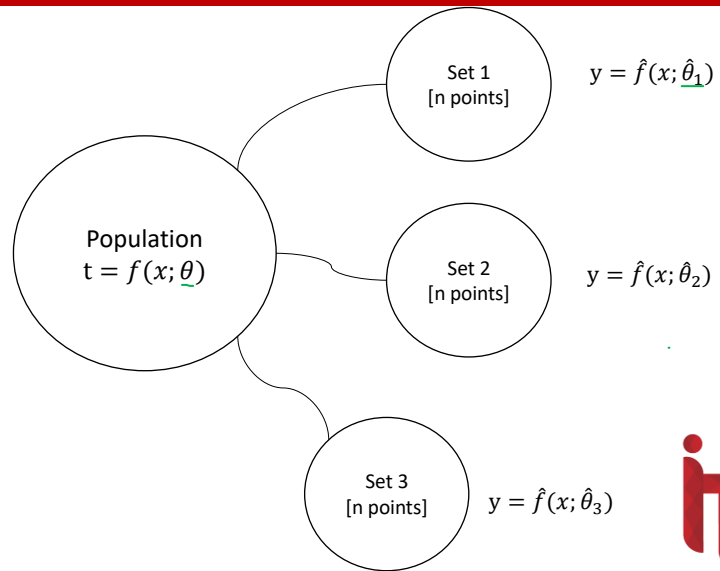 Set 1
[n points]
y = f̂(x; θ̂₁)
Population
t = f(x; θ)
Set 2
[n points]
y = f̂(x; θ̂₂)
Set 3
[n points]
y = f̂(x; θ̂₃)